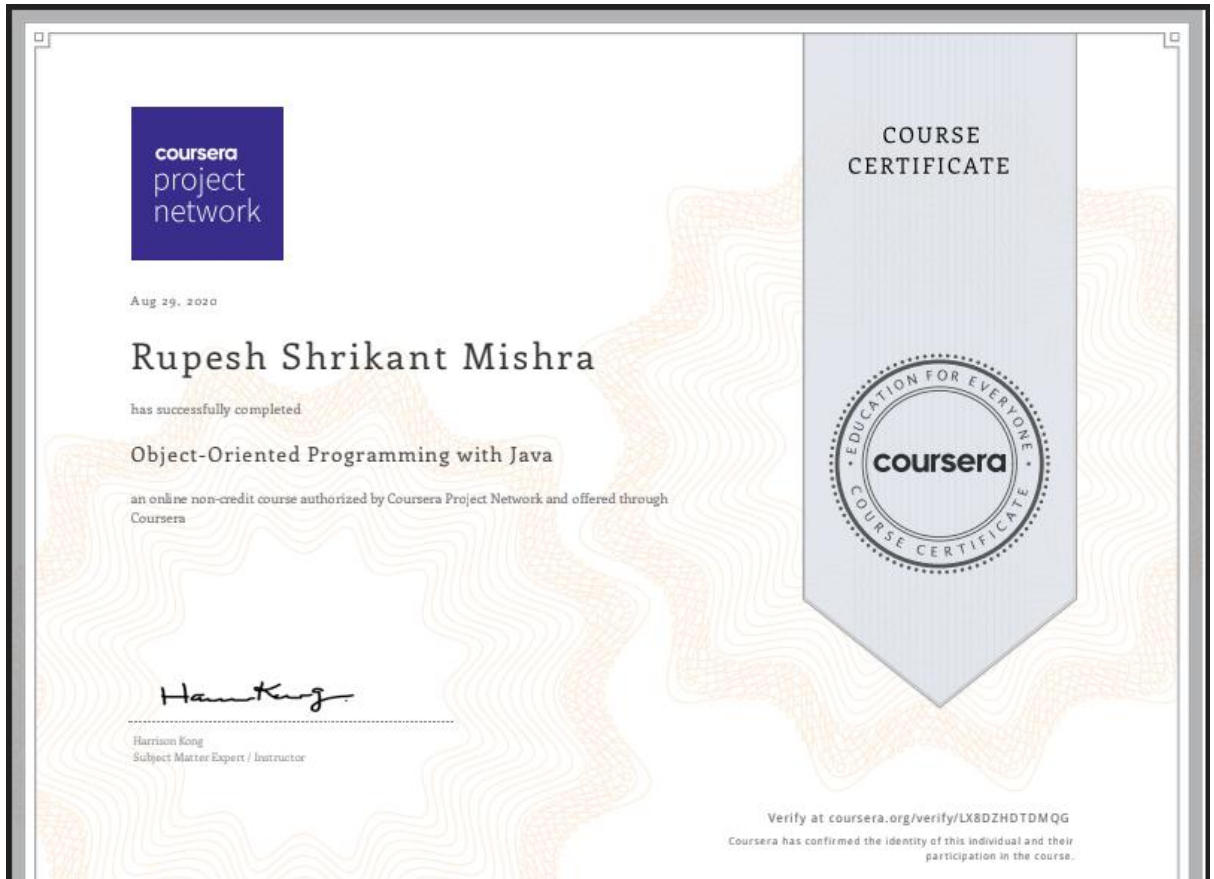 coursera
project
network
COURSE
CERTIFICATE
Aug 29, 2020
Rupesh Shrikant Mishra
has successfully completed
Object-Oriented Programming with Java
an online non-credit course authorized by Coursera Project Network and offered through
Coursera
EDUCATION FOR EVERYONE
coursera
COURSE CERTIFICATE
Harrison Kong
Subject Matter Expert / Instructor
Verify at coursera.org/verify/LX8DZHDTDMQG
Coursera has confirmed the identity of this individual and their
participation in the course.